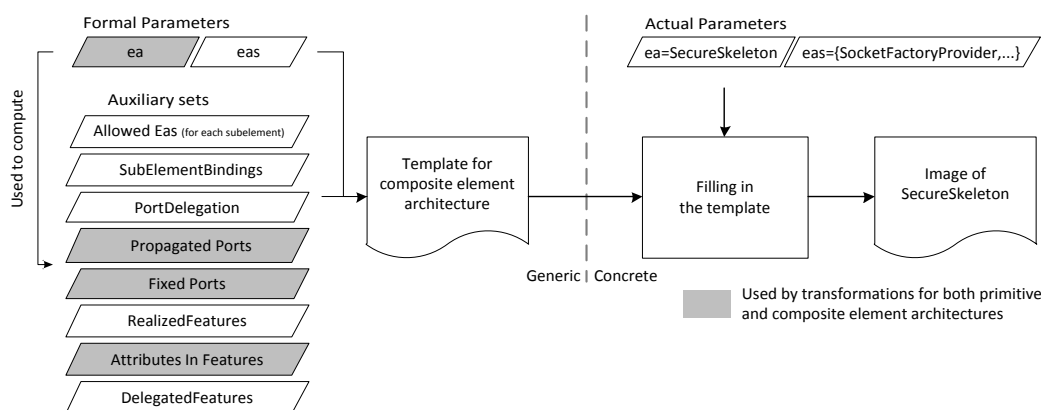 Formal Parameters
ea
eas
Used to compute
Auxiliary sets
Allowed Eas (for each subelement)
SubElementBindings
PortDelegation
Propagated Ports
Fixed Ports
RealizedFeatures
Attributes In Features
DelegatedFeatures
Template for
composite element
architecture
Generic
Concrete
Actual Parameters
ea=SecureSkeleton
eas={SocketFactoryProvider,...}
Filling in
the template
Image of
SecureSkeleton
Used by transformations for both primitive
and composite element architectures